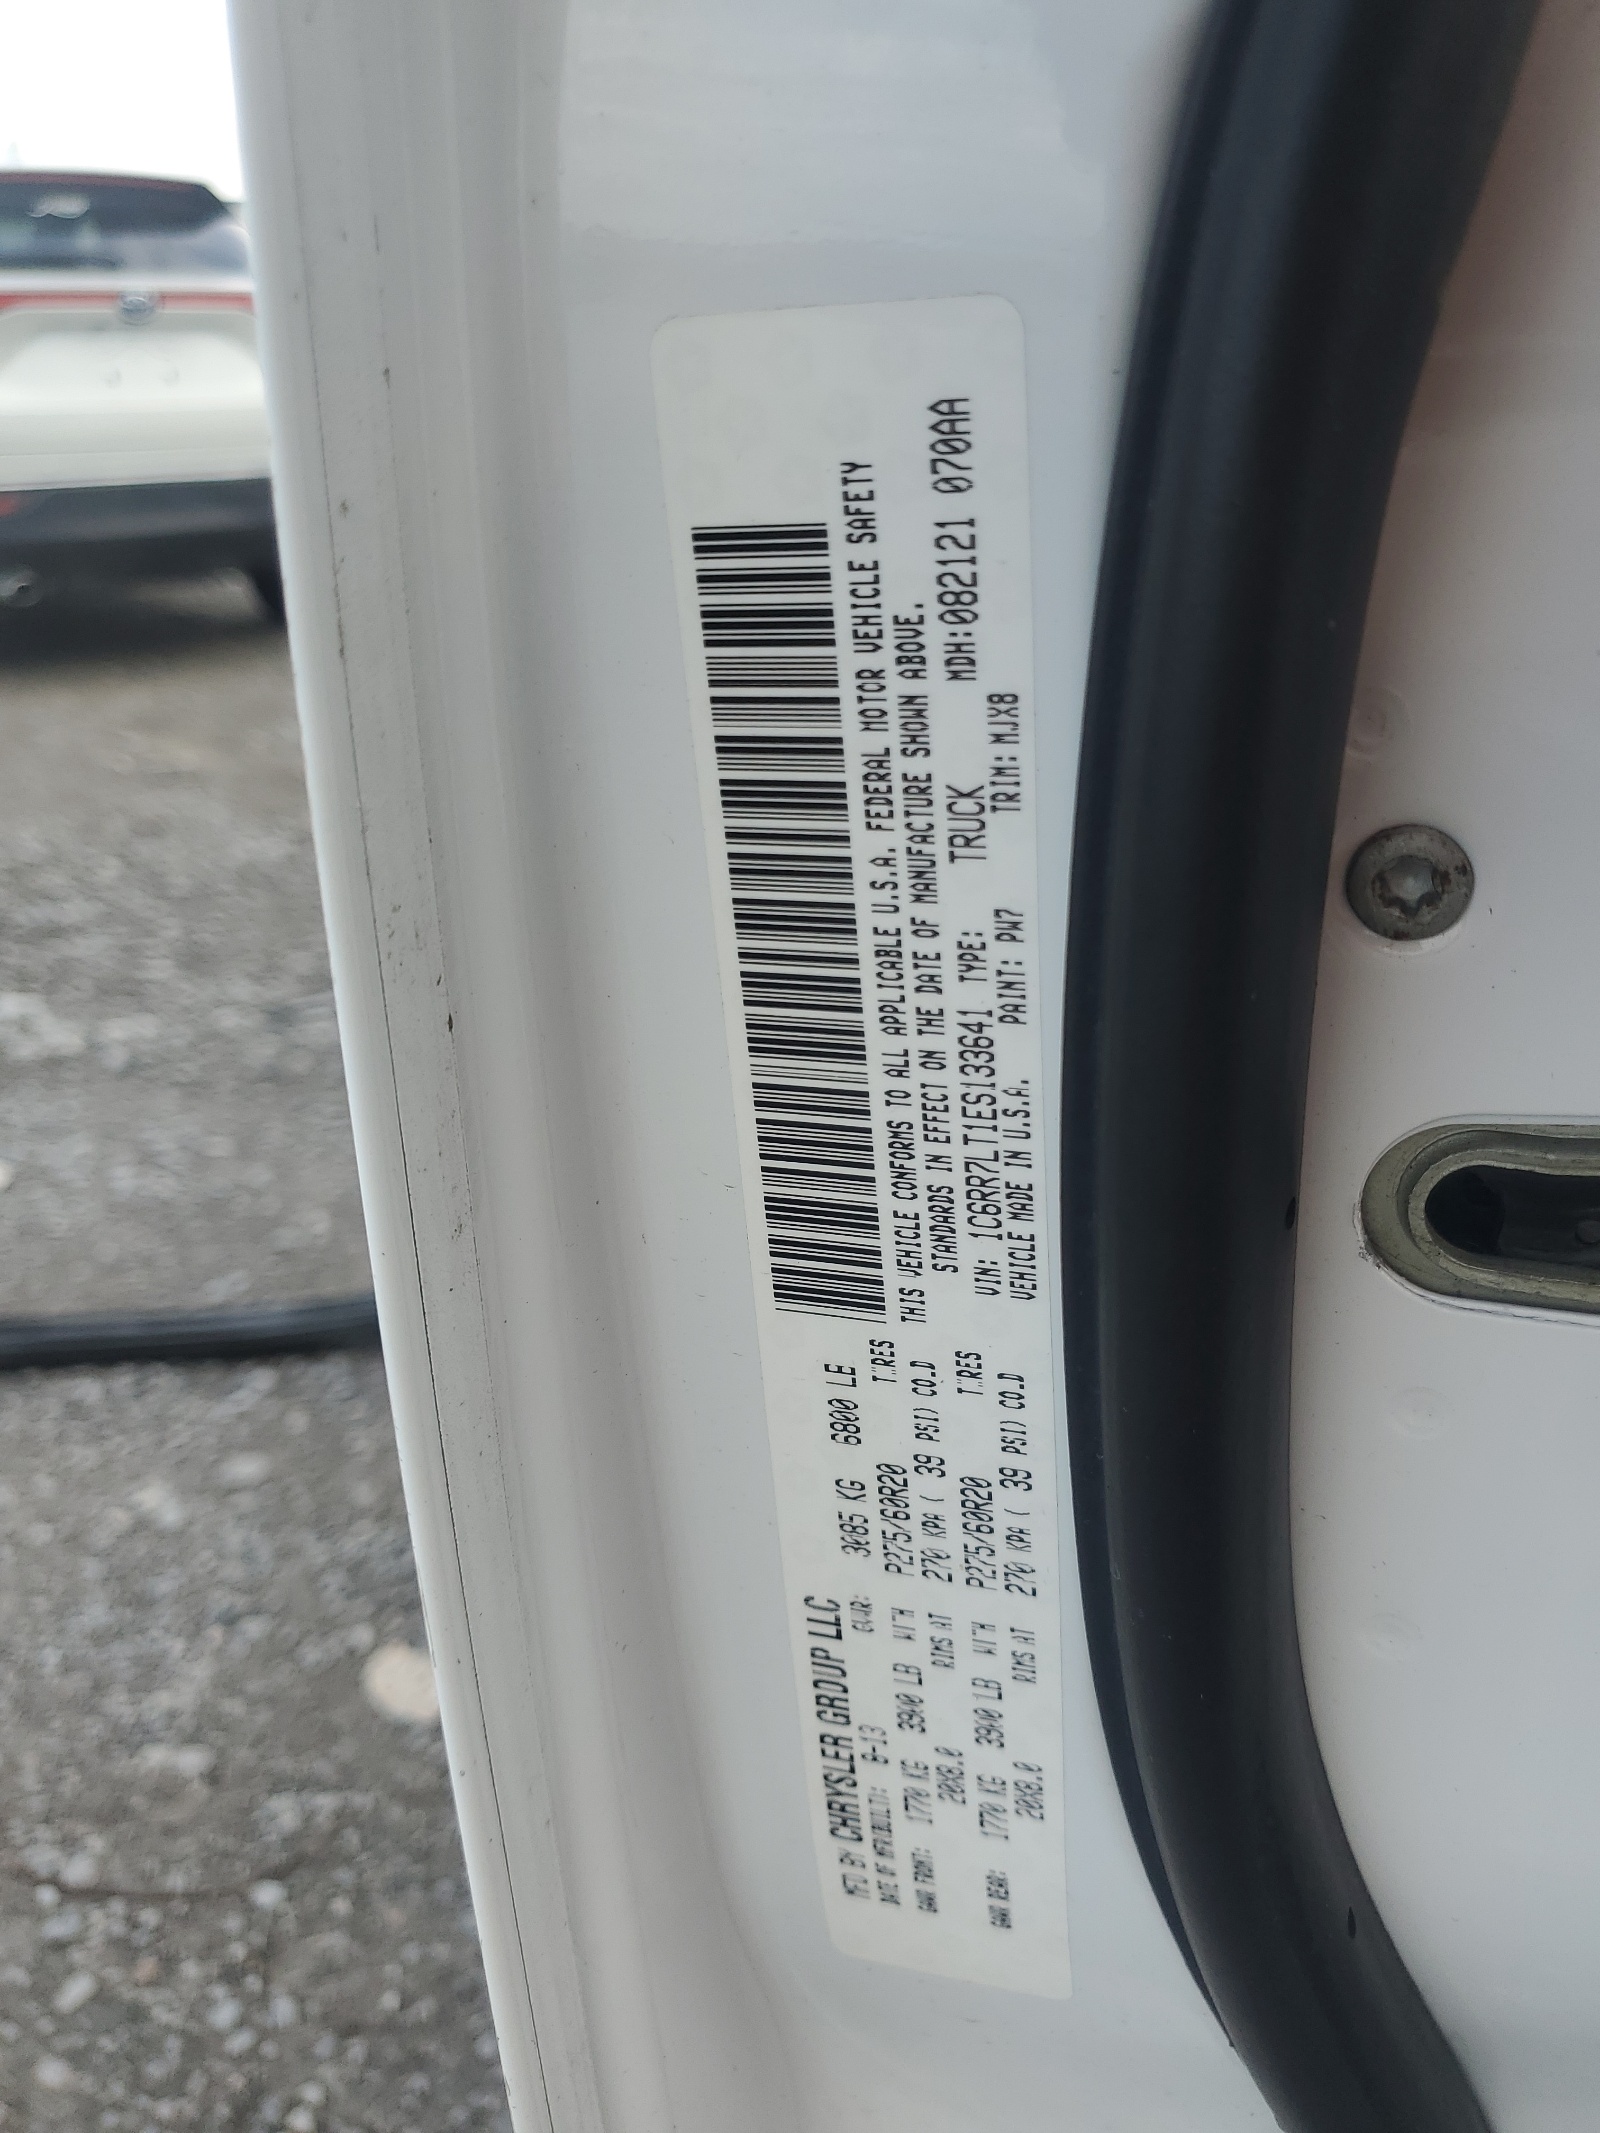 MFD BY CHRYSLER GROUP LLC
DATE OF MFR(BUILT): 8-13 GVWR: 3085 KG 6800 LB
GAWR FRONT: 1770 KG 3900 LB WITH P275/60R20 TIRES
20X8.0 RIMS AT 270 KPA ( 39 PSI) COLD
GAWR REAR: 1770 KG 3900 LB WITH P275/60R20 TIRES
20X8.0 RIMS AT 270 KPA ( 39 PSI) COLD
THIS VEHICLE CONFORMS TO ALL APPLICABLE U.S.A. FEDERAL MOTOR VEHICLE SAFETY
STANDARDS IN EFFECT ON THE DATE OF MANUFACTURE SHOWN ABOVE.
VIN: 1C6RR7LT1ES133641 TYPE: TRUCK MDH:082121 070AA
VEHICLE MADE IN U.S.A. PAINT: PW7 TRIM: MJX8